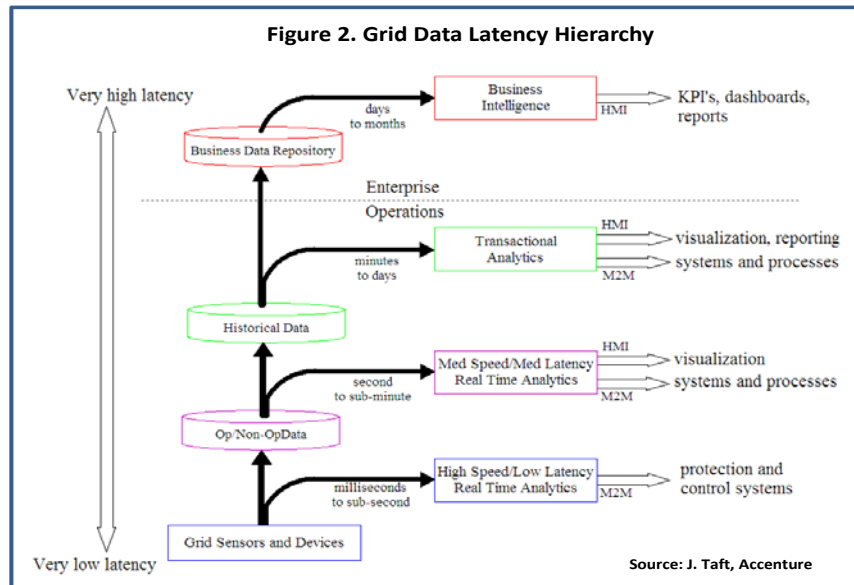 Figure 2. Grid Data Latency Hierarchy
Very high latency
days
to months
Business
Intelligence
HMI
KPI's, dashboards,
reports
Business Data Repository
Enterprise
Operations
minutes
to days
Transactional
Analytics
HMI
visualization, reporting
systems and processes
M2M
Historical Data
second
to sub-minute
Med Speed/Med Latency
Real Time Analytics
HMI
visualization
systems and processes
M2M
Op/Non-OpData
milliseconds
to sub-second
High Speed/Low Latency
Real Time Analytics
M2M
protection and
control systems
Grid Sensors and Devices
Very low latency
Source: J. Taft, Accenture